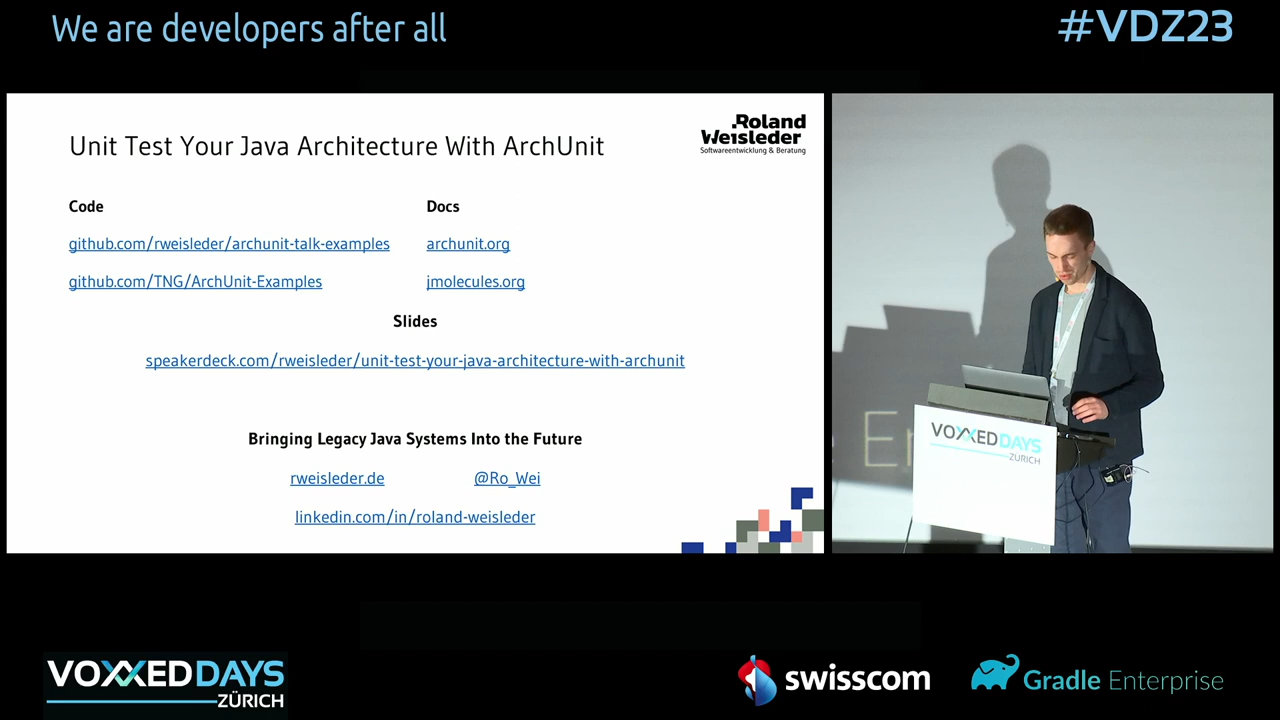 We are developers after all
#VDZ23
Unit Test Your Java Architecture With ArchUnit
Roland
Weisleder
Softwareentwicklung & Beratung
Code
Docs
github.com/rweisleder/archunit-talk-examples
archunit.org
github.com/TNG/ArchUnit-Examples
jmolecules.org
Slides
speakerdeck.com/rweisleder/unit-test-your-java-architecture-with-archunit
Bringing Legacy Java Systems Into the Future
rweisleder.de
@Ro_Wei
linkedin.com/in/roland-weisleder
VOXXED DAYS
ZÜRICH
VOXXED DAYS
ZÜRICH
swisscom
Gradle Enterprise